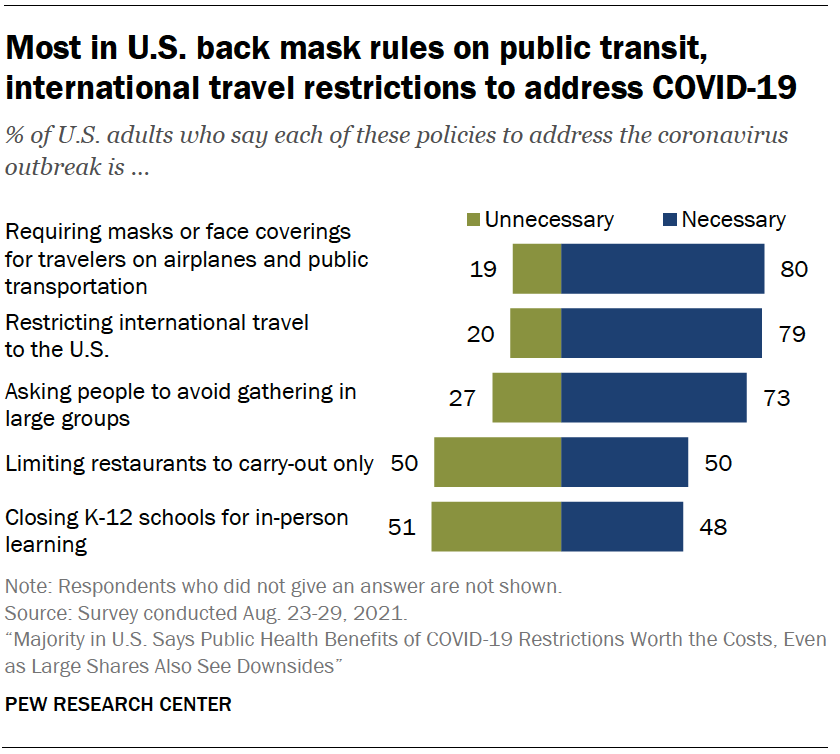 Most in U.S. back mask rules on public transit,
international travel restrictions to address COVID-19
% of U.S. adults who say each of these policies to address the coronavirus
outbreak is ...
Unnecessary Necessary
Requiring masks or face coverings
for travelers on airplanes and public
transportation
19 80
Restricting international travel
to the U.S.
20 79
Asking people to avoid gathering in
large groups
27 73
Limiting restaurants to carry-out only 50 50
Closing K-12 schools for in-person
learning
51 48
Note: Respondents who did not give an answer are not shown.
Source: Survey conducted Aug. 23-29, 2021.
“Majority in U.S. Says Public Health Benefits of COVID-19 Restrictions Worth the Costs, Even
as Large Shares Also See Downsides”
PEW RESEARCH CENTER